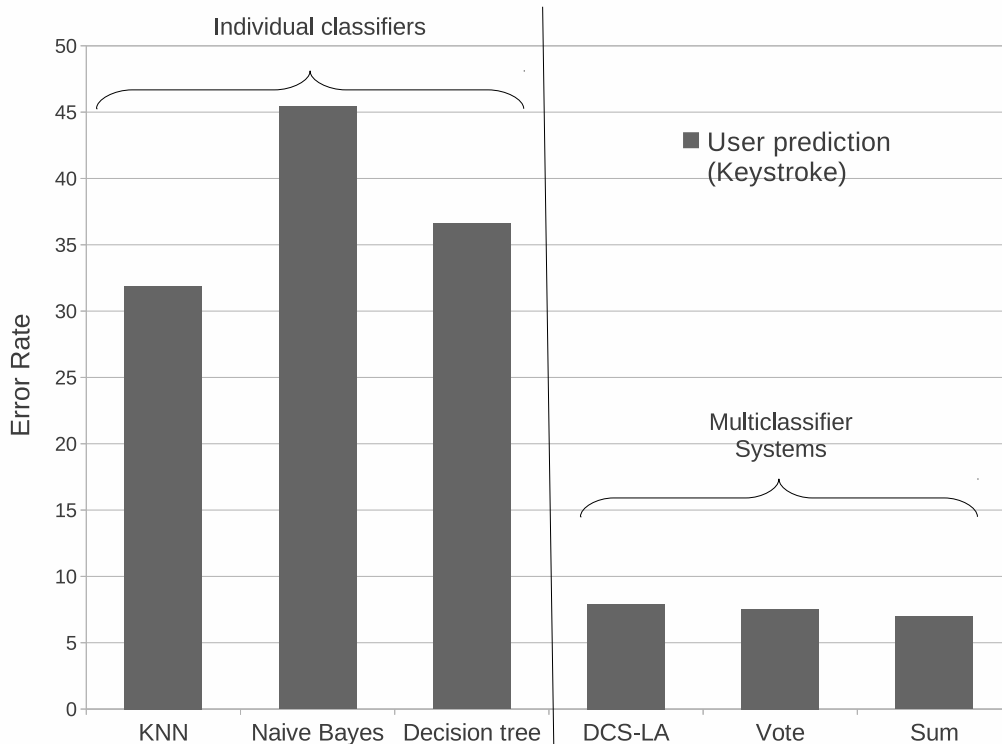 Individual classifiers
50
45
40
35
30
25
20
15
10
5
0
Error Rate
User prediction
(Keystroke)
Multiclassifier
Systems
KNN
Naive Bayes
Decision tree
DCS-LA
Vote
Sum